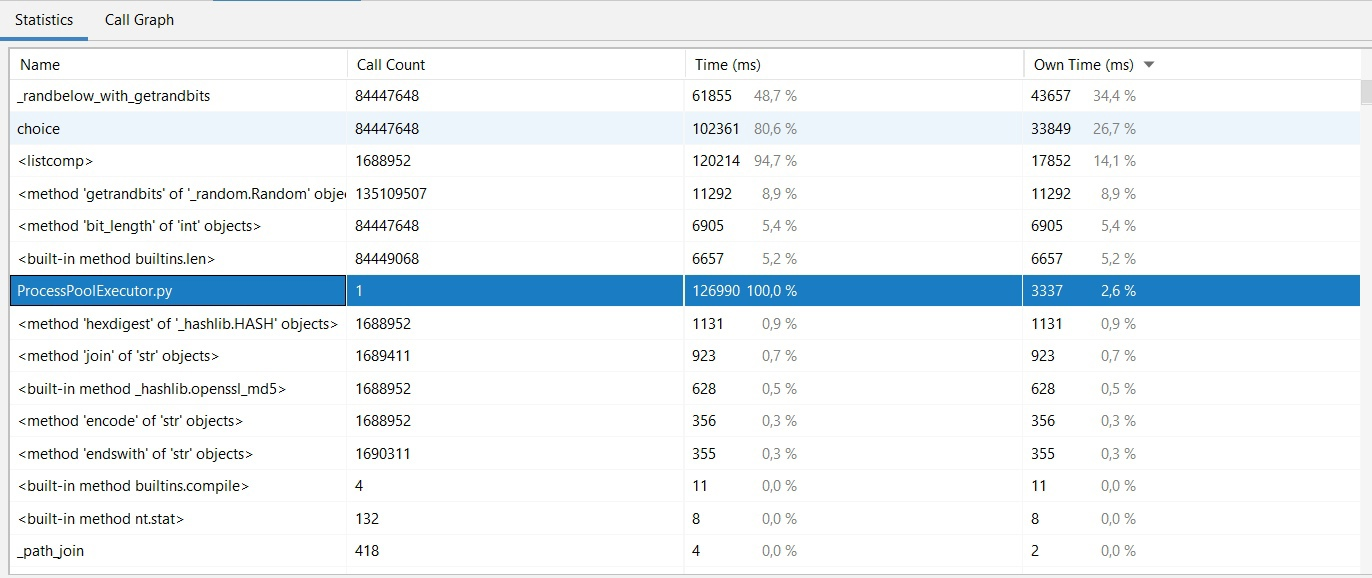 Statistics Call Graph
Name Call Count Time (ms) Own Time (ms)
_randbelow_with_getrandbits 84447648 61855 48,7 % 43657 34,4 %
choice 84447648 102361 80,6 % 33849 26,7 %
<listcomp> 1688952 120214 94,7 % 17852 14,1 %
<method 'getrandbits' of '_random.Random' obje 135109507 11292 8,9 % 11292 8,9 %
<method 'bit_length' of 'int' objects> 84447648 6905 5,4 % 6905 5,4 %
<built-in method builtins.len> 84449068 6657 5,2 % 6657 5,2 %
ProcessPoolExecutor.py 1 126990 100,0 % 3337 2,6 %
<method 'hexdigest' of '_hashlib.HASH' objects> 1688952 1131 0,9 % 1131 0,9 %
<method 'join' of 'str' objects> 1689411 923 0,7 % 923 0,7 %
<built-in method _hashlib.openssl_md5> 1688952 628 0,5 % 628 0,5 %
<method 'encode' of 'str' objects> 1688952 356 0,3 % 356 0,3 %
<method 'endswith' of 'str' objects> 1690311 355 0,3 % 355 0,3 %
<built-in method builtins.compile> 4 11 0,0 % 11 0,0 %
<built-in method nt.stat> 132 8 0,0 % 8 0,0 %
_path_join 418 4 0,0 % 2 0,0 %